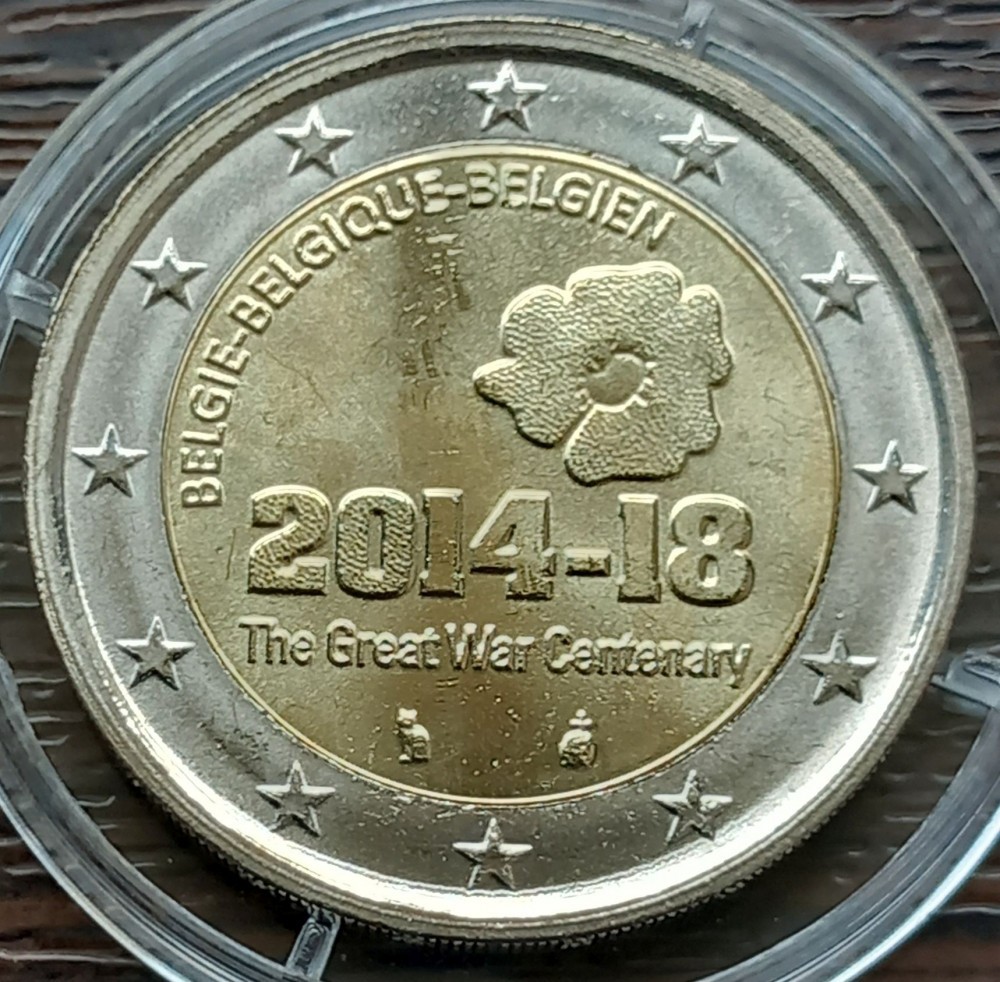 BELGIE-BELGIQUE-BELGIEN
2014-18
The Great War Centenary